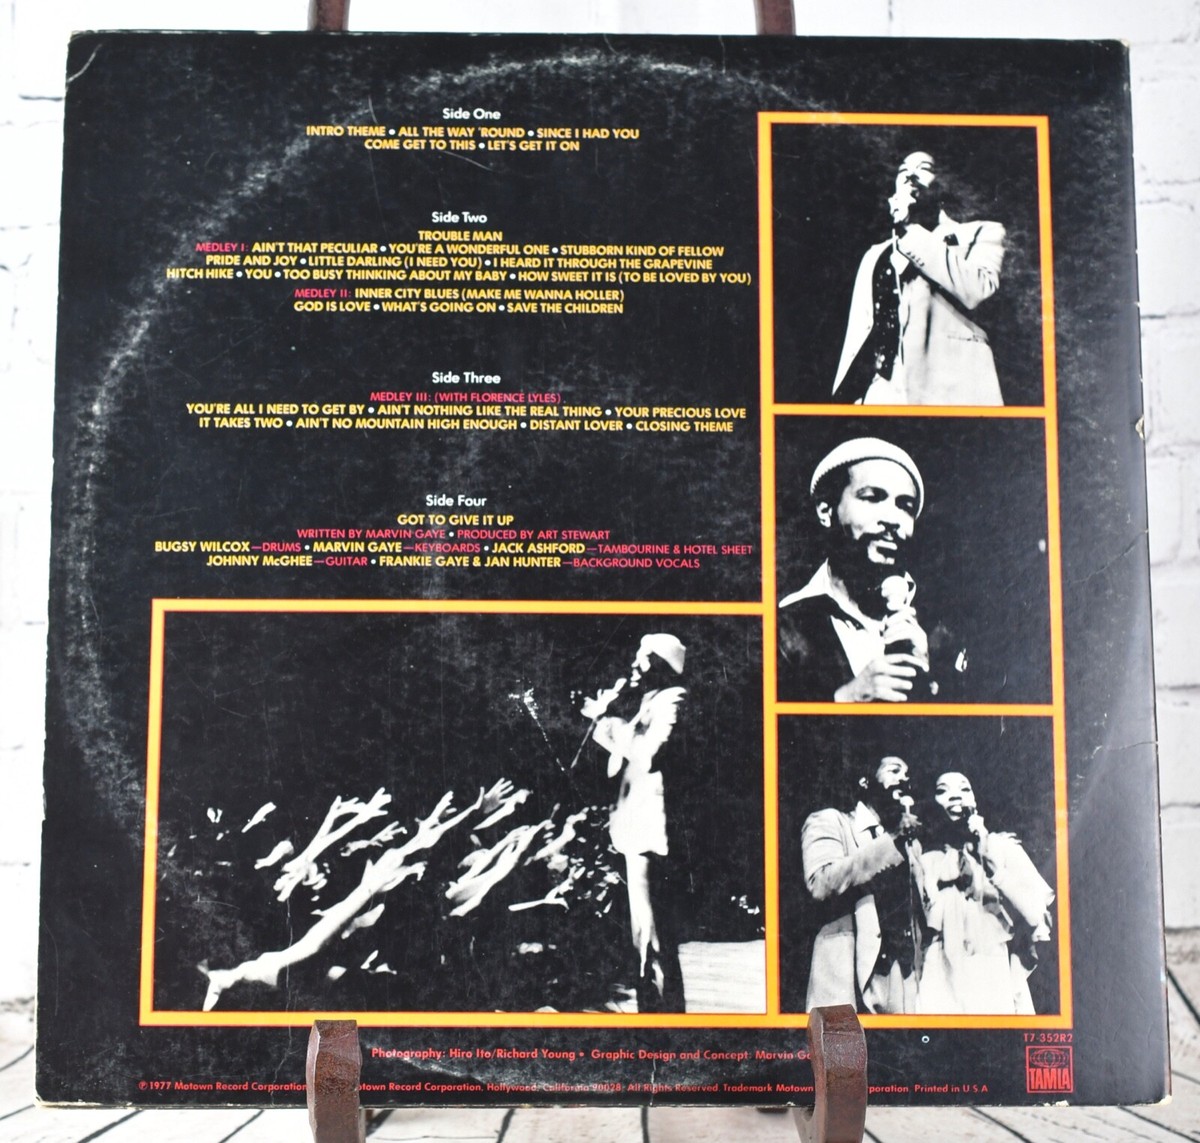 Side One
INTRO THEME • ALL THE WAY 'ROUND • SINCE I HAD YOU
COME GET TO THIS • LET'S GET IT ON
Side Two
TROUBLE MAN
MEDLEY I: AIN'T THAT PECULIAR • YOU'RE A WONDERFUL ONE • STUBBORN KIND OF FELLOW
PRIDE AND JOY • LITTLE DARLING (I NEED YOU) • I HEARD IT THROUGH THE GRAPEVINE
HITCH HIKE • YOU • TOO BUSY THINKING ABOUT MY BABY • HOW SWEET IT IS (TO BE LOVED BY YOU)
MEDLEY II: INNER CITY BLUES (MAKE ME WANNA HOLLER)
GOD IS LOVE • WHAT'S GOING ON • SAVE THE CHILDREN
Side Three
MEDLEY III: (WITH FLORENCE LYLES).
YOU'RE ALL I NEED TO GET BY • AIN'T NOTHING LIKE THE REAL THING • YOUR PRECIOUS LOVE
IT TAKES TWO • AIN'T NO MOUNTAIN HIGH ENOUGH • DISTANT LOVER • CLOSING THEME
Side Four
GOT TO GIVE IT UP
WRITTEN BY MARVIN GAYE • PRODUCED BY ART STEWART
BUGSY WILCOX—DRUMS • MARVIN GAYE—KEYBOARDS • JACK ASHFORD—TAMBOURINE & HOTEL SHEET
JOHNNY McGHEE—GUITAR • FRANKIE GAYE & JAN HUNTER—BACKGROUND VOCALS
Photography: Hiro Ito/Richard Young • Graphic Design and Concept: Marvin
T7-352R2
TAMLA
℗ 1977 Motown Record Corporation Record Corporation, Hollywood, California 90028. All Rights Reserved. Trademark Motown Printed in U S A